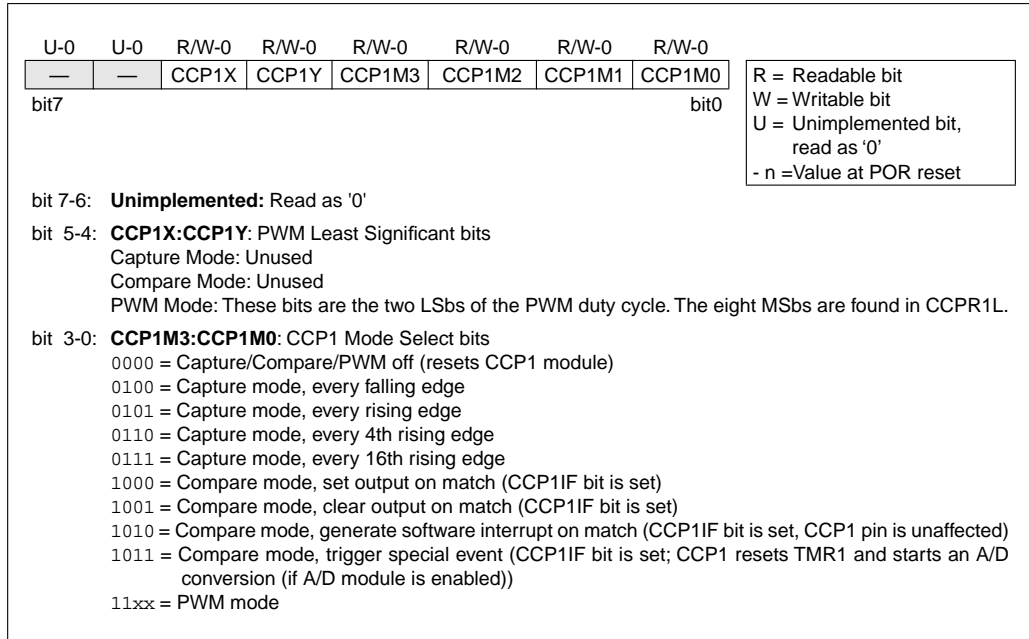 U-0 U-0 R/W-0 R/W-0 R/W-0 R/W-0 R/W-0 R/W-0
— — CCP1X CCP1Y CCP1M3 CCP1M2 CCP1M1 CCP1M0
bit7 bit0
R = Readable bit
W = Writable bit
U = Unimplemented bit,
read as ‘0’
- n =Value at POR reset
bit 7-6: Unimplemented: Read as '0'
bit 5-4: CCP1X:CCP1Y: PWM Least Significant bits
Capture Mode: Unused
Compare Mode: Unused
PWM Mode: These bits are the two LSbs of the PWM duty cycle. The eight MSbs are found in CCPR1L.
bit 3-0: CCP1M3:CCP1M0: CCP1 Mode Select bits
0000 = Capture/Compare/PWM off (resets CCP1 module)
0100 = Capture mode, every falling edge
0101 = Capture mode, every rising edge
0110 = Capture mode, every 4th rising edge
0111 = Capture mode, every 16th rising edge
1000 = Compare mode, set output on match (CCP1IF bit is set)
1001 = Compare mode, clear output on match (CCP1IF bit is set)
1010 = Compare mode, generate software interrupt on match (CCP1IF bit is set, CCP1 pin is unaffected)
1011 = Compare mode, trigger special event (CCP1IF bit is set; CCP1 resets TMR1 and starts an A/D
conversion (if A/D module is enabled))
11xx = PWM mode